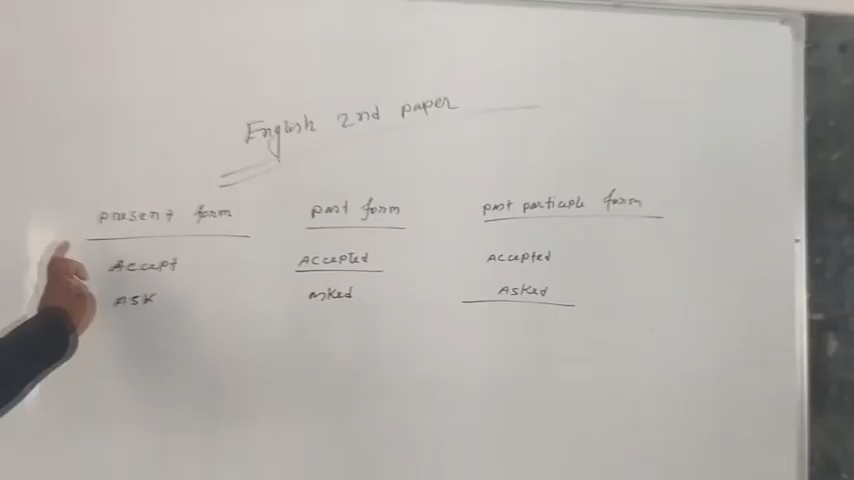 English 2nd paper
present form past form past participle form
Accept Accepted Accepted
ASK Asked Asked